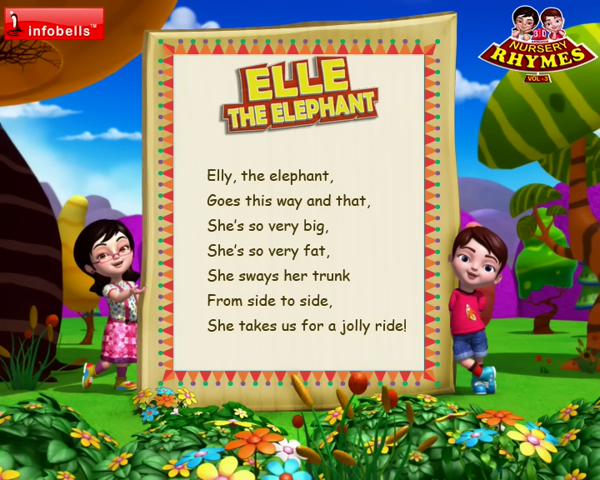 infobells™
3D
NURSERY
RHYMES
VOL - 3
ELLE
THE ELEPHANT
Elly, the elephant,
Goes this way and that,
She's so very big,
She's so very fat,
She sways her trunk
From side to side,
She takes us for a jolly ride!